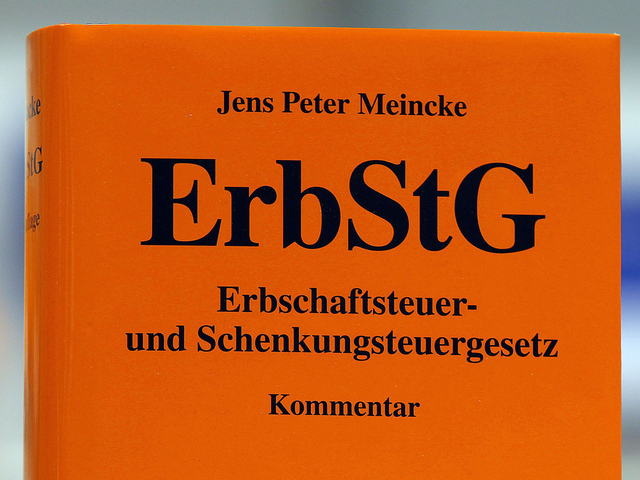 Jens Peter Meincke
ErbStG
Erbschaftsteuer-
und Schenkungsteuergesetz
Kommentar